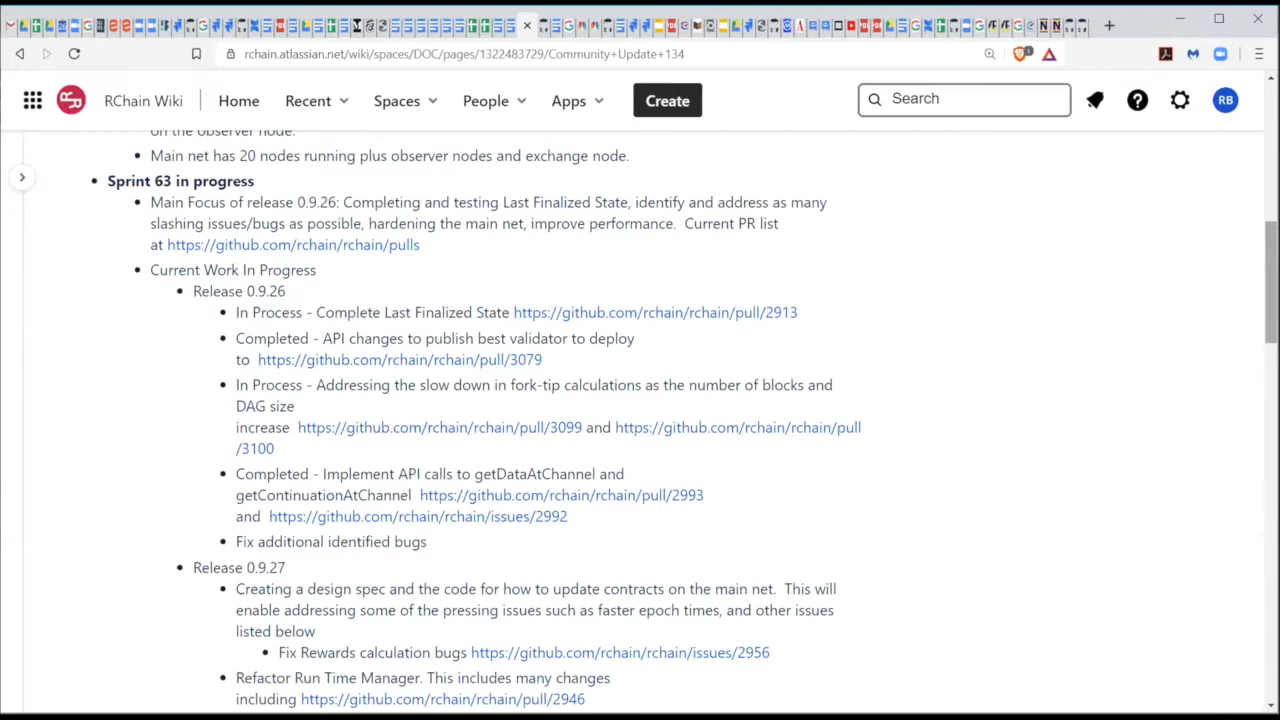 rchain.atlassian.net/wiki/spaces/DOC/pages/1322483729/Community+Update+134
RChain Wiki
Home
Recent
Spaces
People
Apps
Create
Search
RB
on the observer node.
Main net has 20 nodes running plus observer nodes and exchange node.
Sprint 63 in progress
Main Focus of release 0.9.26: Completing and testing Last Finalized State, identify and address as many
slashing issues/bugs as possible, hardening the main net, improve performance.  Current PR list
at https://github.com/rchain/rchain/pulls
Current Work In Progress
Release 0.9.26
In Process - Complete Last Finalized State https://github.com/rchain/rchain/pull/2913
Completed - API changes to publish best validator to deploy
to  https://github.com/rchain/rchain/pull/3079
In Process - Addressing the slow down in fork-tip calculations as the number of blocks and
DAG size
increase  https://github.com/rchain/rchain/pull/3099 and https://github.com/rchain/rchain/pull
/3100
Completed - Implement API calls to getDataAtChannel and
getContinuationAtChannel  https://github.com/rchain/rchain/pull/2993
and  https://github.com/rchain/rchain/issues/2992
Fix additional identified bugs
Release 0.9.27
Creating a design spec and the code for how to update contracts on the main net.  This will
enable addressing some of the pressing issues such as faster epoch times, and other issues
listed below
Fix Rewards calculation bugs https://github.com/rchain/rchain/issues/2956
Refactor Run Time Manager. This includes many changes
including https://github.com/rchain/rchain/pull/2946